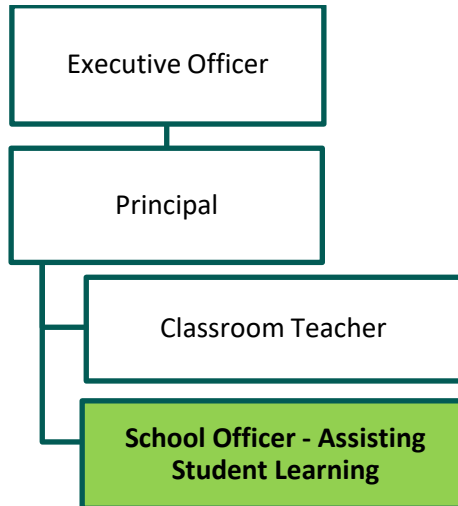 Executive Officer
Principal
Classroom Teacher
School Officer - Assisting
Student Learning